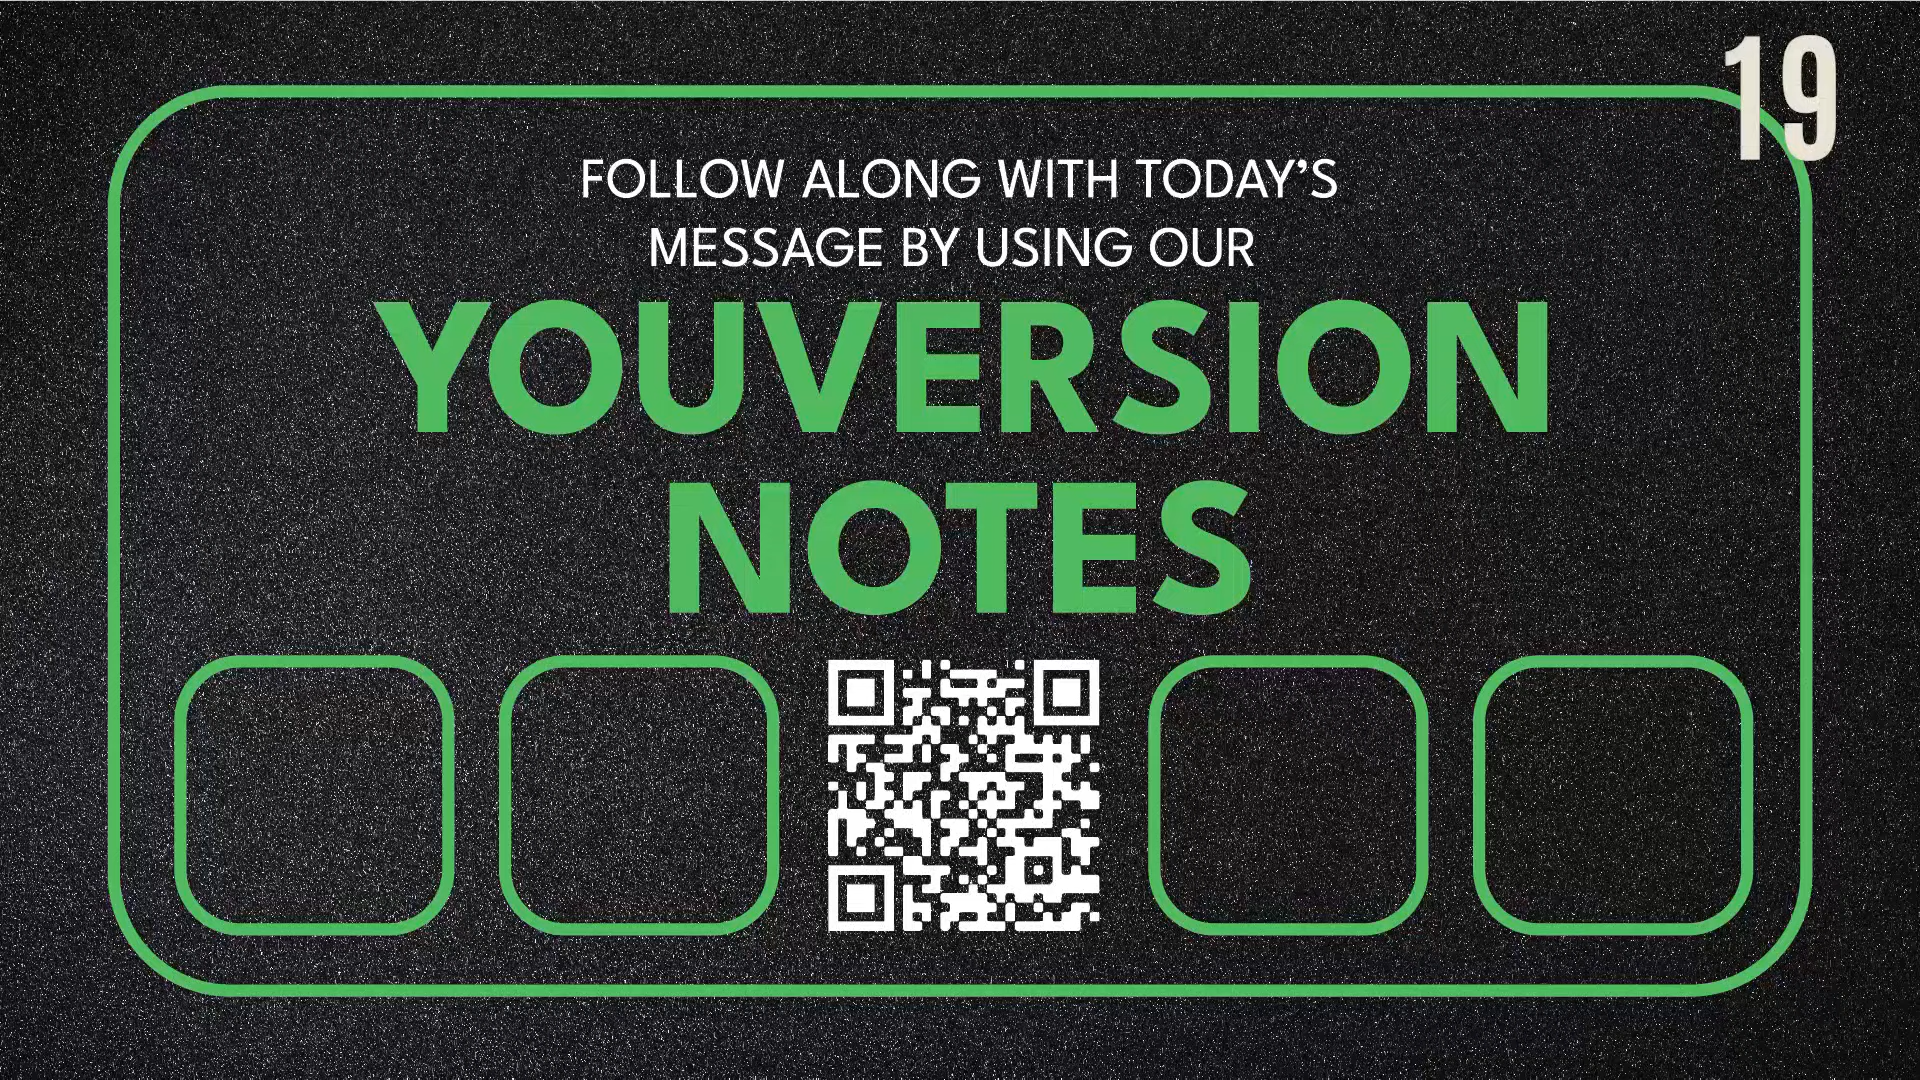 19
FOLLOW ALONG WITH TODAY’S
MESSAGE BY USING OUR
YOUVERSION
NOTES